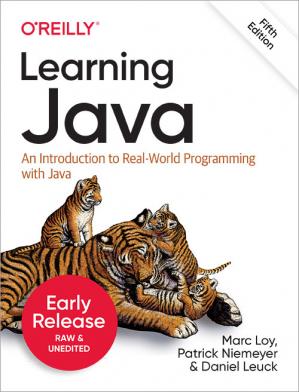 O'REILLY®
Fifth
Edition
Learning
Java
An Introduction to Real-World Programming
with Java
Early
Release
RAW &
UNEDITED
Marc Loy,
Patrick Niemeyer
& Daniel Leuck